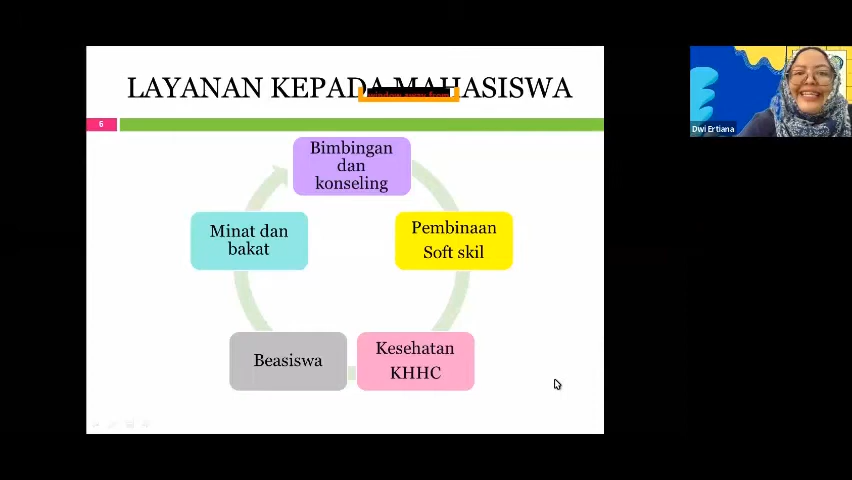 LAYANAN KEPADA MAHASISWA
6
Bimbingan
dan
konseling
Minat dan
bakat
Pembinaan
Soft skil
Beasiswa
Kesehatan
KHHC
Dwi Ertiana